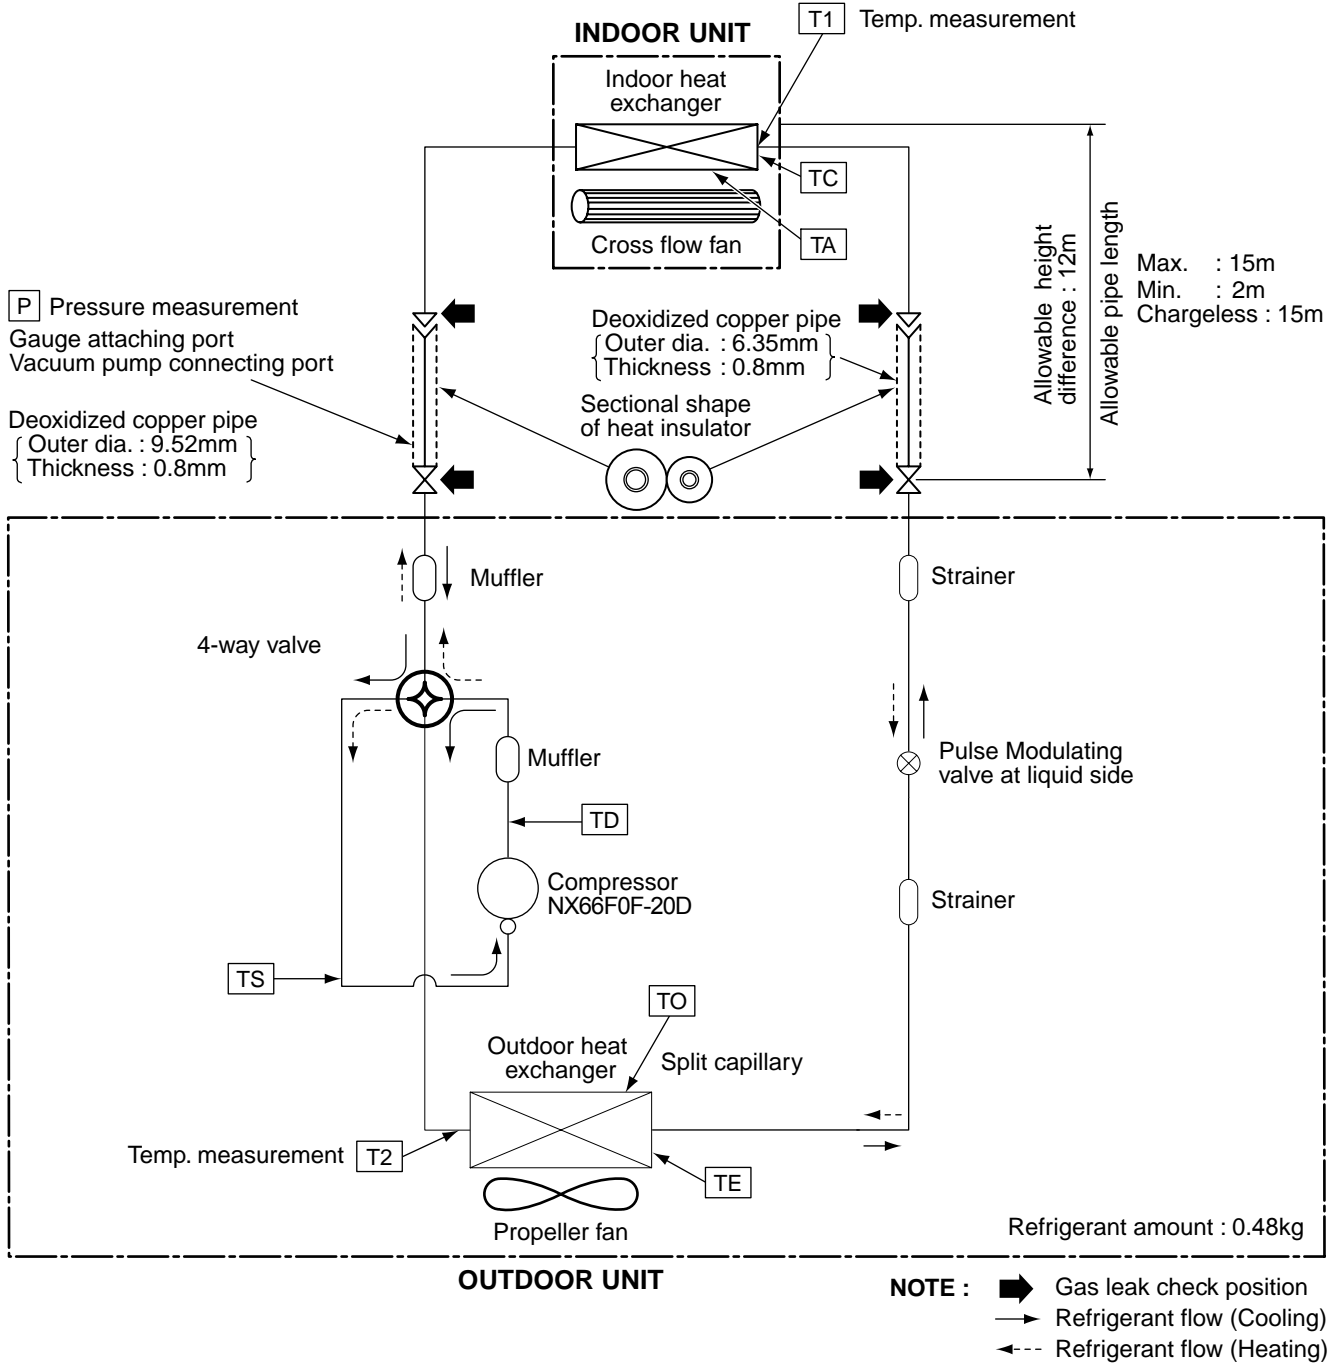 T1 Temp. measurement
INDOOR UNIT
Indoor heat
exchanger
TC
Cross flow fan
TA
Allowable height
difference : 12m
Allowable pipe length
Max. : 15m
Min. : 2m
Chargeless : 15m
P Pressure measurement
Gauge attaching port
Vacuum pump connecting port
Deoxidized copper pipe
Outer dia. : 9.52mm
Thickness : 0.8mm
Deoxidized copper pipe
Outer dia. : 6.35mm
Thickness : 0.8mm
Sectional shape
of heat insulator
Muffler
Strainer
4-way valve
Muffler
Pulse Modulating
valve at liquid side
TD
Compressor
NX66F0F-20D
Strainer
TS
TO
Outdoor heat
exchanger
Split capillary
Temp. measurement T2
TE
Propeller fan
Refrigerant amount : 0.48kg
OUTDOOR UNIT
NOTE : Gas leak check position
Refrigerant flow (Cooling)
Refrigerant flow (Heating)